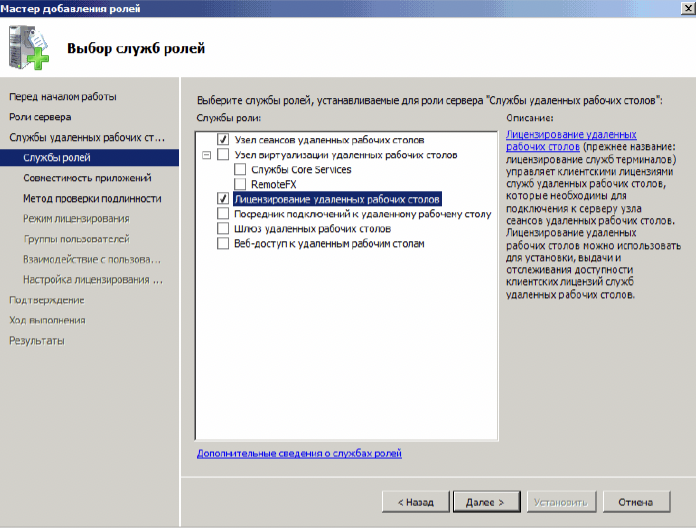 Мастер добавления ролей
Выбор служб ролей
Перед началом работы
Роли сервера
Службы удаленных рабочих ст...
Службы ролей
Совместимость приложений
Метод проверки подлинности
Режим лицензирования
Группы пользователей
Взаимодействие с пользова...
Настройка лицензирования ...
Подтверждение
Ход выполнения
Результаты
Выберите службы ролей, устанавливаемые для роли сервера "Службы удаленных рабочих столов":
Службы роли:
Узел сеансов удаленных рабочих столов
Узел виртуализации удаленных рабочих столов
Службы Core Services
RemoteFX
Лицензирование удаленных рабочих столов
Посредник подключений к удаленному рабочему столу
Шлюз удаленных рабочих столов
Веб-доступ к удаленным рабочим столам
Дополнительные сведения о службах ролей
Описание:
Лицензирование удаленных
рабочих столов (прежнее название:
лицензирование служб терминалов)
управляет клиентскими лицензиями
служб удаленных рабочих столов,
которые необходимы для
подключения к серверу узла
сеансов удаленных рабочих столов.
Лицензирование удаленных
рабочих столов можно использовать
для установки, выдачи и
отслеживания доступности
клиентских лицензий служб
удаленных рабочих столов.
< Назад
Далее >
Установить
Отмена